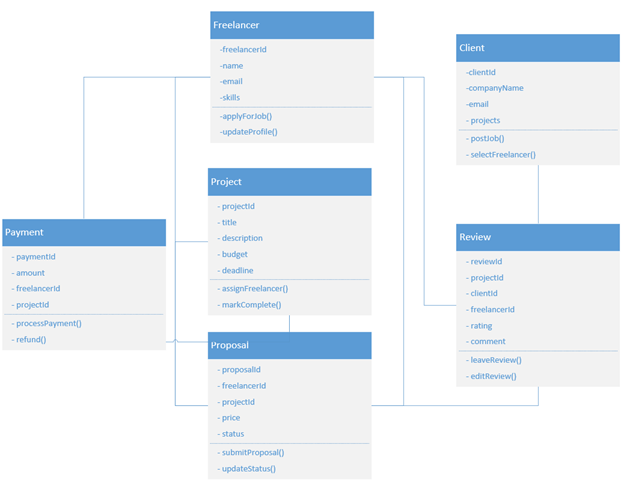 Freelancer
-freelancerId
-name
-email
-skills
-applyForJob()
-updateProfile()
Client
-clientId
-companyName
-email
- projects
- postJob()
- selectFreelancer()
Project
- projectId
- title
- description
- budget
- deadline
- assignFreelancer()
- markComplete()
Payment
- paymentId
- amount
- freelancerId
- projectId
- processPayment()
- refund()
Review
- reviewId
- projectId
- clientId
- freelancerId
- rating
- comment
- leaveReview()
- editReview()
Proposal
- proposalId
- freelancerId
- projectId
- price
- status
- submitProposal()
- updateStatus()